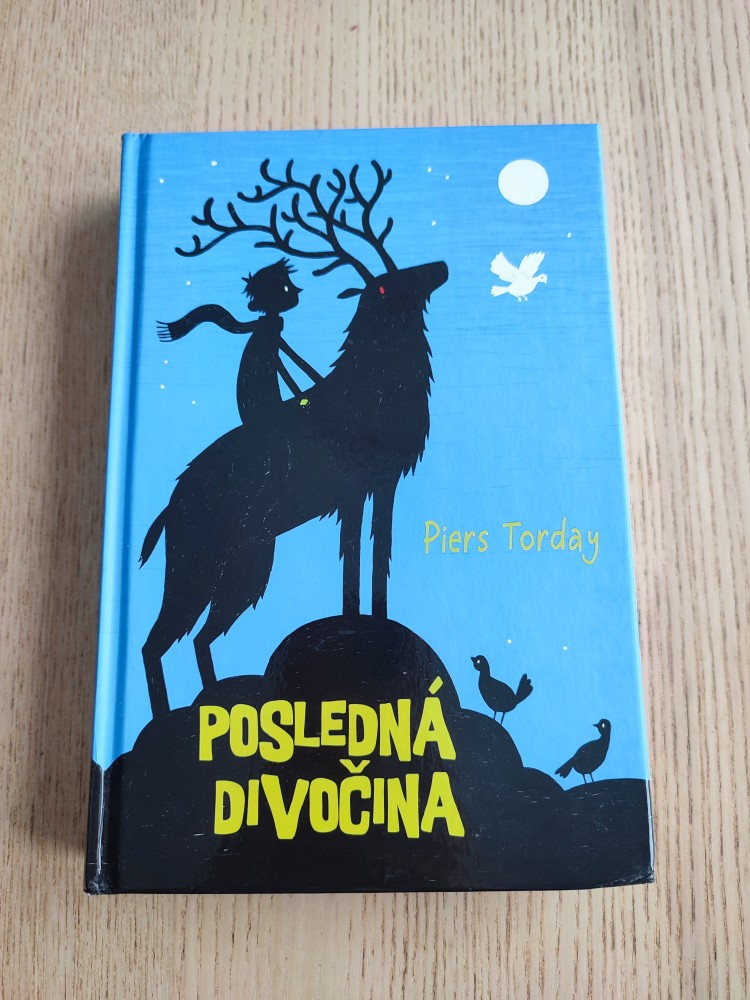 Piers Torday
POSLEDNÁ
DIVOČINA